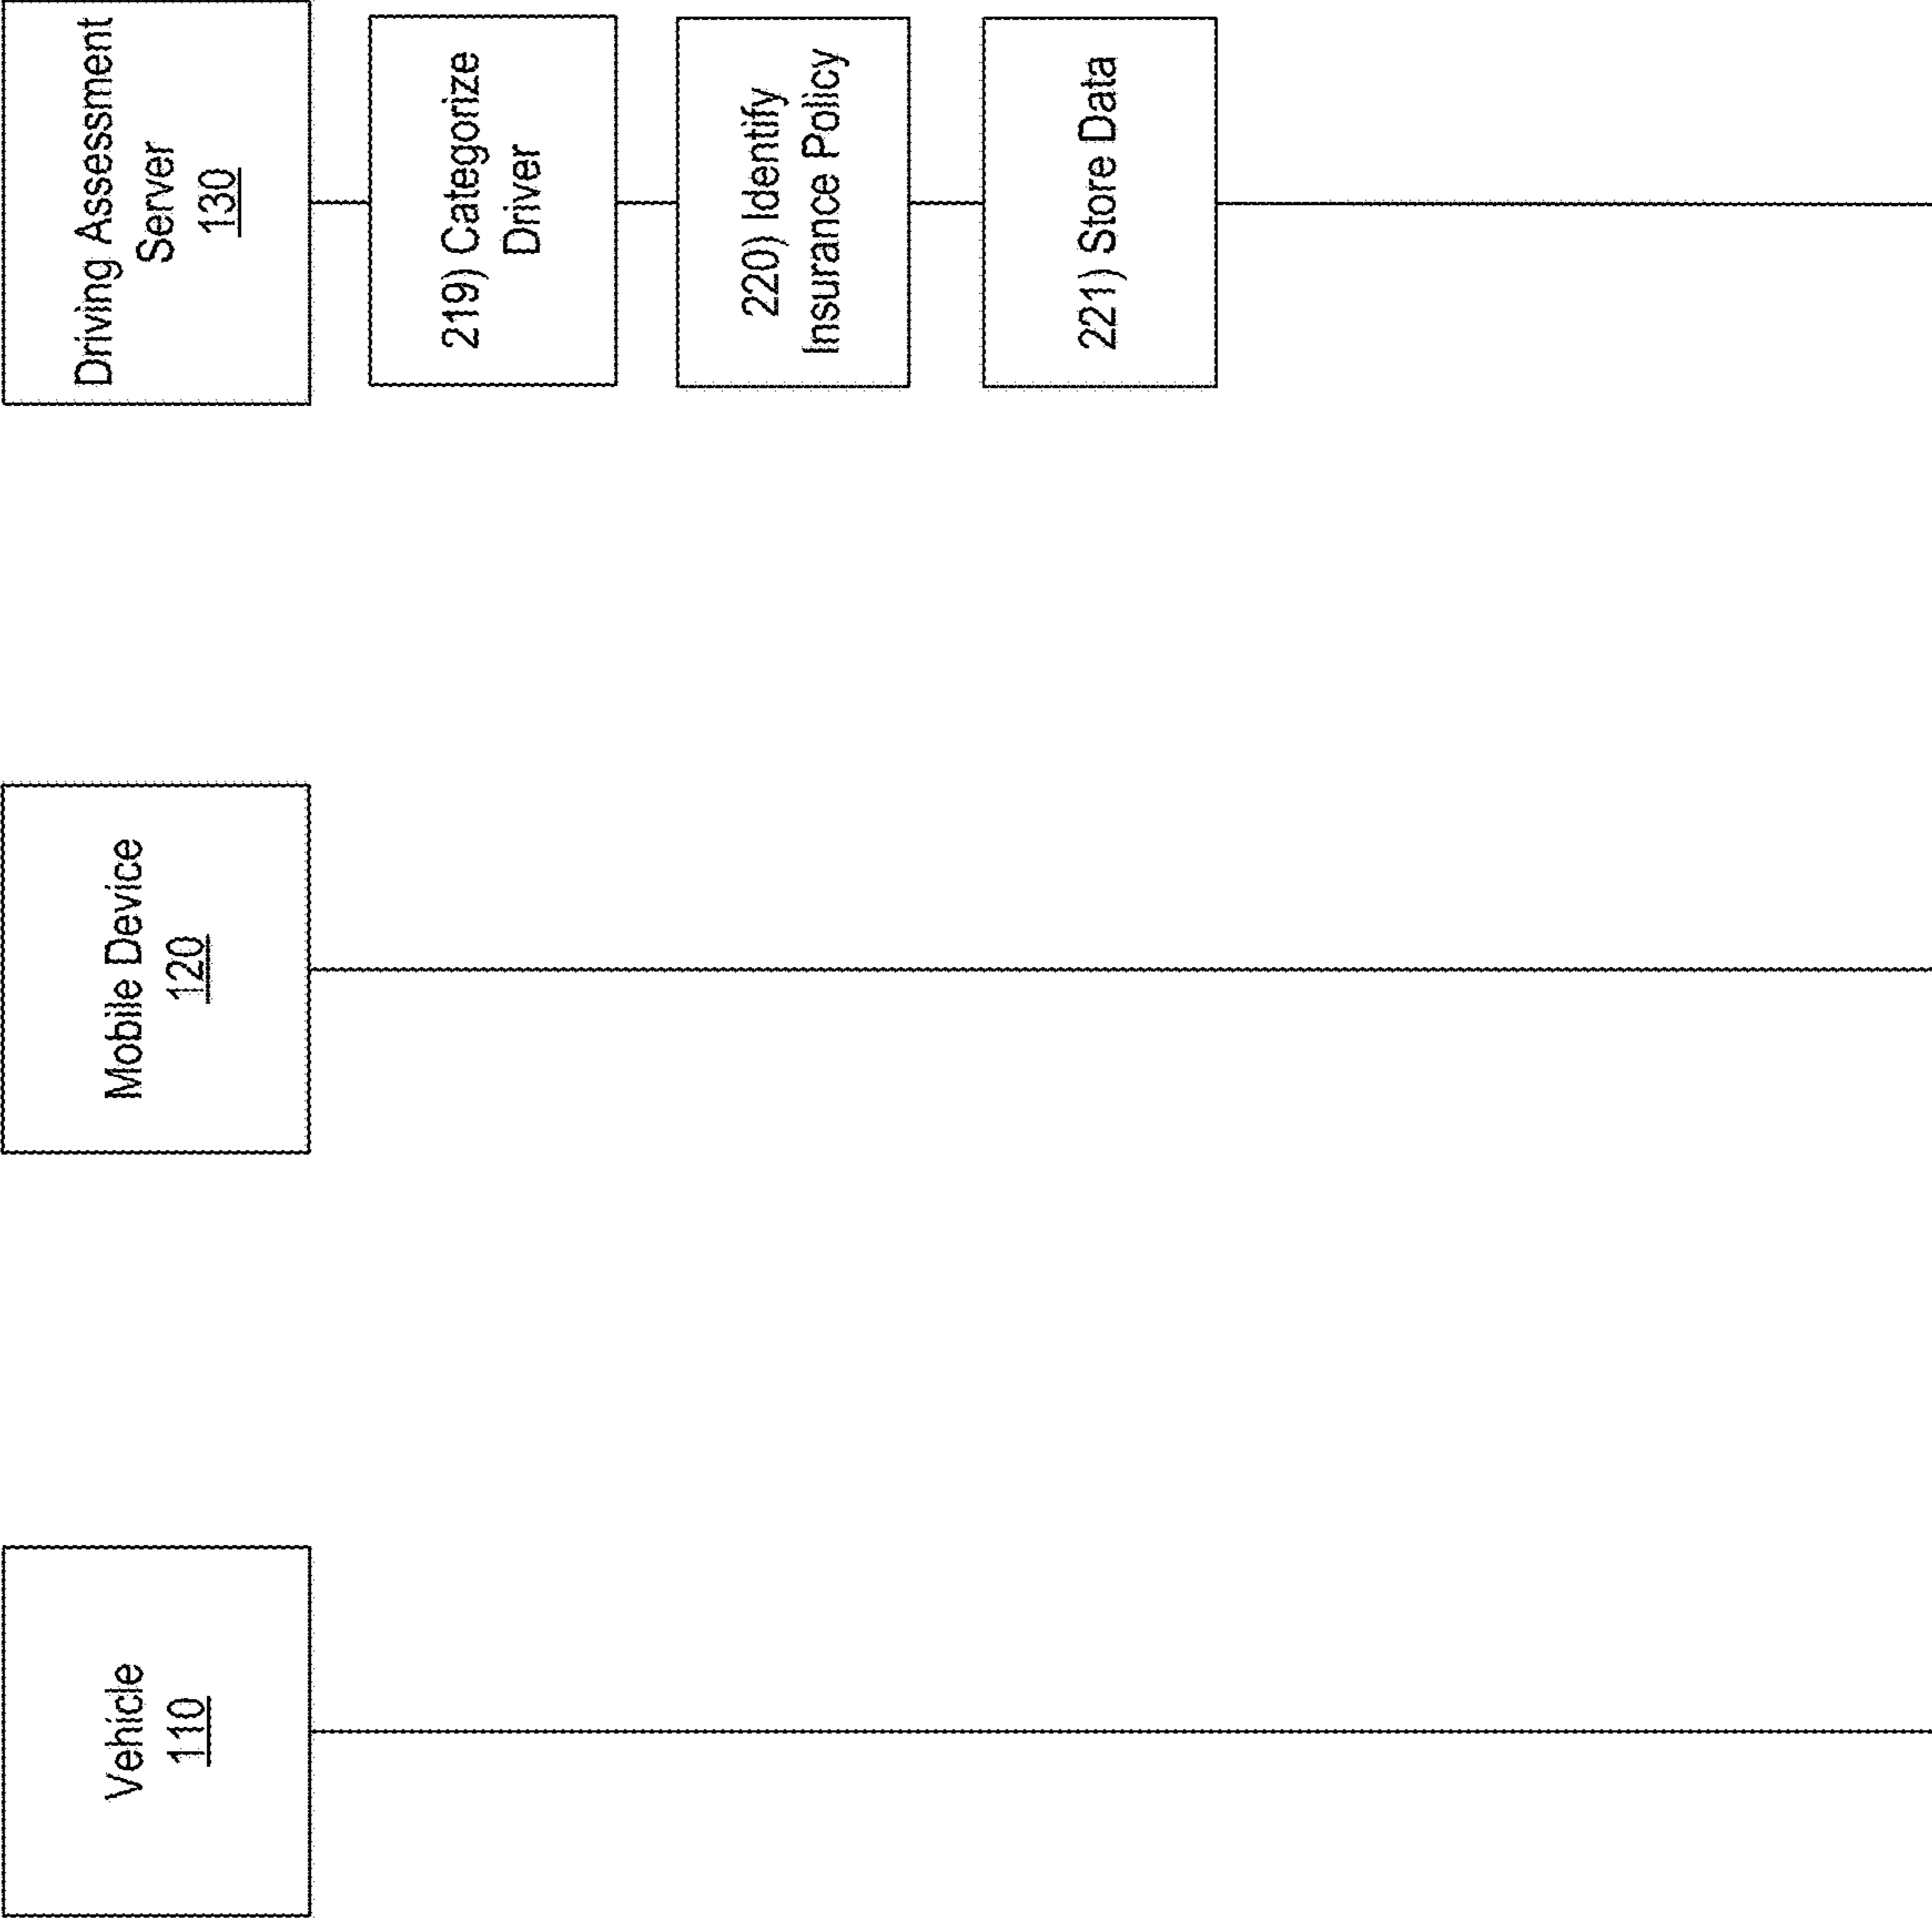 Vehicle
110
Mobile Device
120
Driving Assessment
Server
130
219) Categorize
Driver
220) Identify
Insurance Policy
221) Store Data